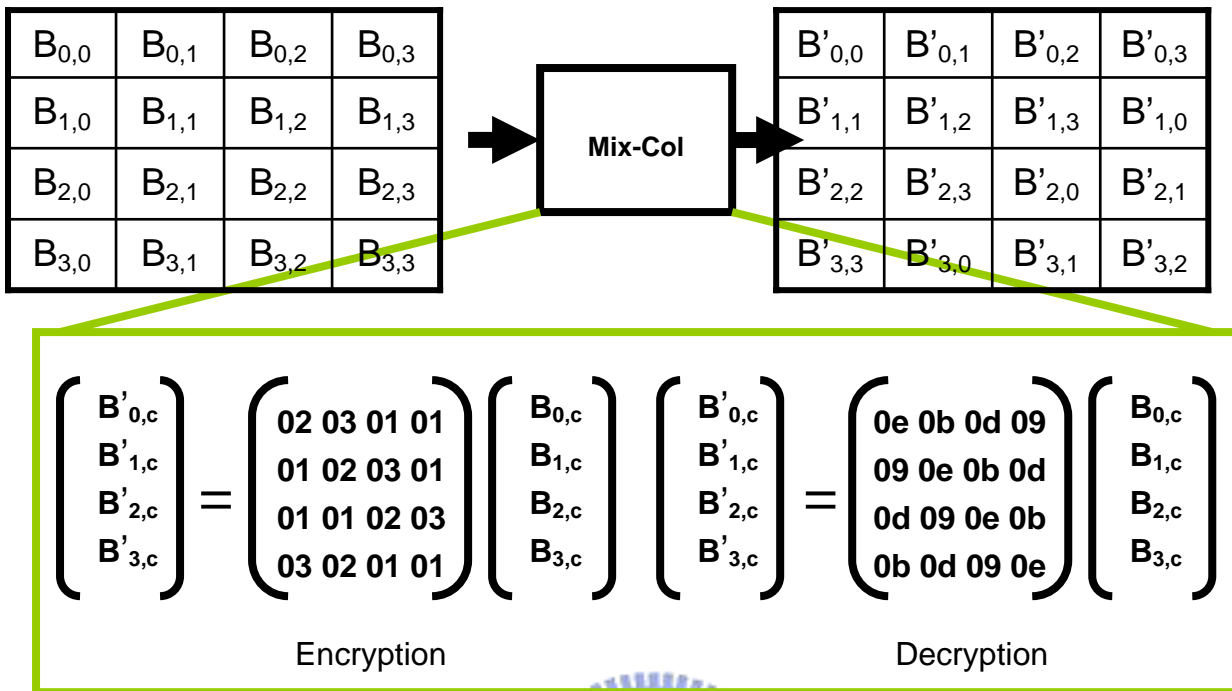 B0,0 B0,1 B0,2 B0,3
B1,0 B1,1 B1,2 B1,3
B2,0 B2,1 B2,2 B2,3
B3,0 B3,1 B3,2 B3,3
Mix-Col
B’0,0 B’0,1 B’0,2 B’0,3
B’1,1 B’1,2 B’1,3 B’1,0
B’2,2 B’2,3 B’2,0 B’2,1
B’3,3 B’3,0 B’3,1 B’3,2
B’0,c
B’1,c
B’2,c
B’3,c
=
02 03 01 01
01 02 03 01
01 01 02 03
03 02 01 01
B0,c
B1,c
B2,c
B3,c
Encryption
B’0,c
B’1,c
B’2,c
B’3,c
=
0e 0b 0d 09
09 0e 0b 0d
0d 09 0e 0b
0b 0d 09 0e
B0,c
B1,c
B2,c
B3,c
Decryption